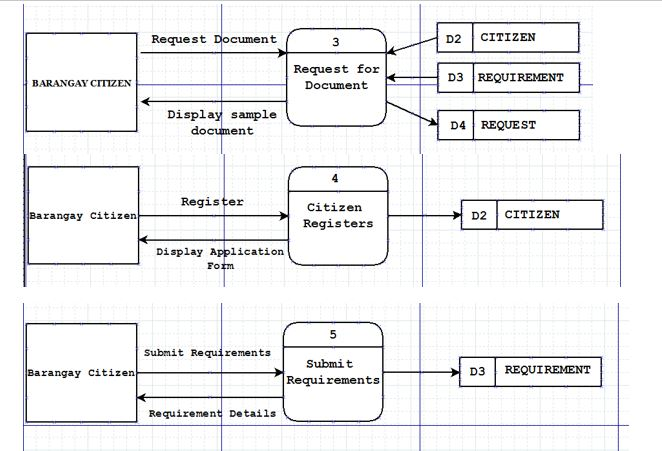 Request Document
3
D2 CITIZEN
BARANGAY CITIZEN
Request for
Document
D3 REQUIREMENT
Display sample
document
D4 REQUEST
4
Register
Citizen
Registers
Barangay Citizen
D2 CITIZEN
Display Application
Form
5
Submit Requirements
Submit
Requirements
Barangay Citizen
D3 REQUIREMENT
Requirement Details